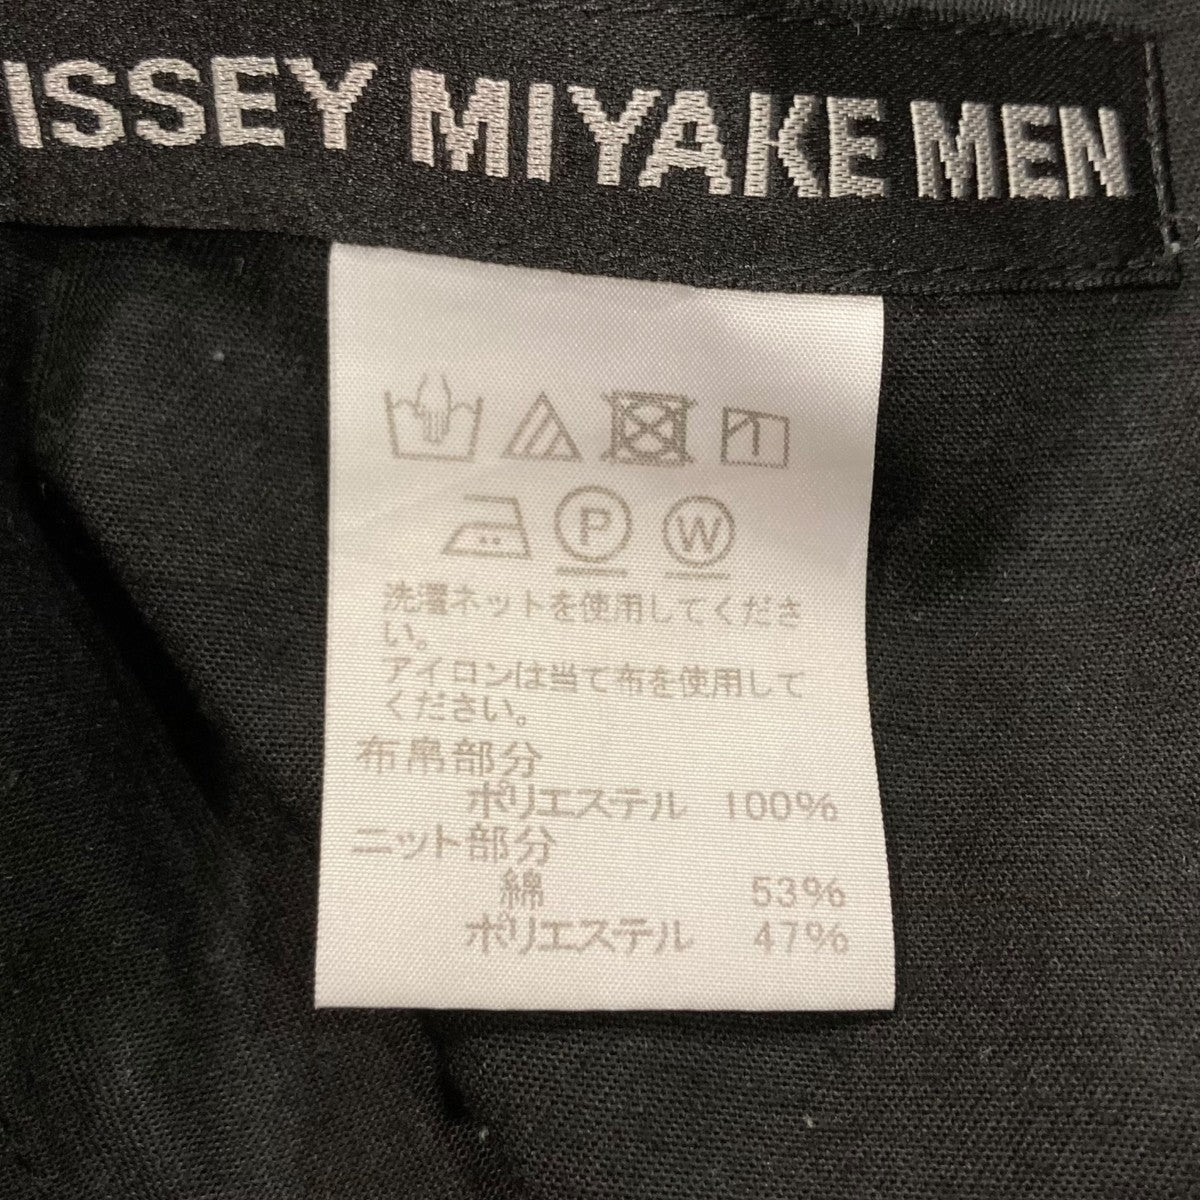 ISSEY MIYAKE MEN
P W
洗濯ネットを使用してくださ
い。
アイロンは当て布を使用して
ください。
布帛部分
ポリエステル 100%
ニット部分
綿 53%
ポリエステル 47%